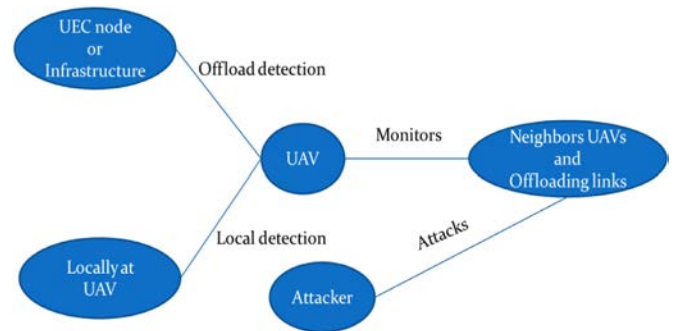 UEC node
or
Infrastructure
Offload detection
UAV
Monitors
Neighbors UAVs
and
Offloading links
Local detection
Attacks
Locally at
UAV
Attacker